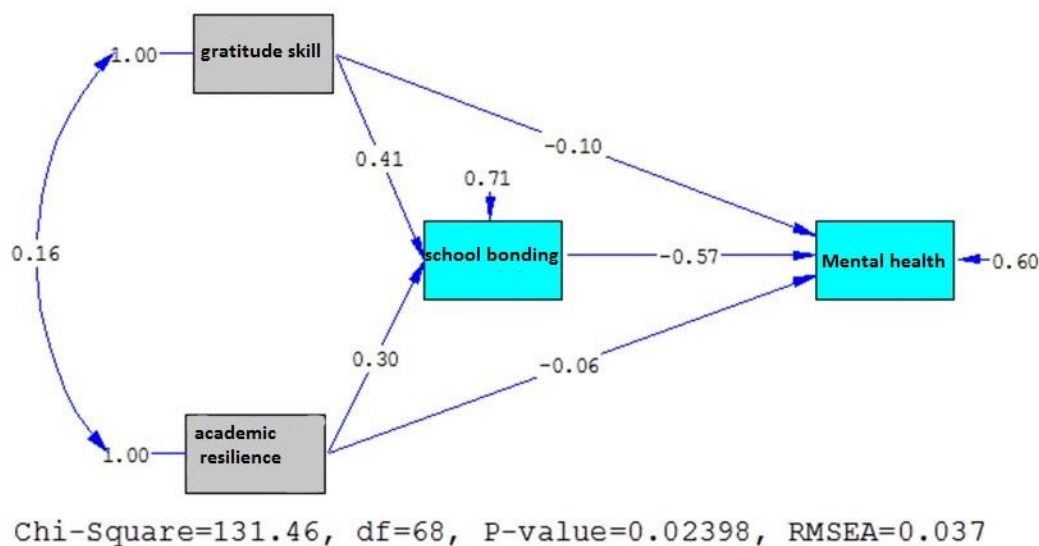 1.00
gratitude skill
-0.10
0.41
0.71
0.16
school bonding
-0.57
Mental health
0.60
0.30
-0.06
academic
resilience
1.00
Chi-Square=131.46, df=68, P-value=0.02398, RMSEA=0.037